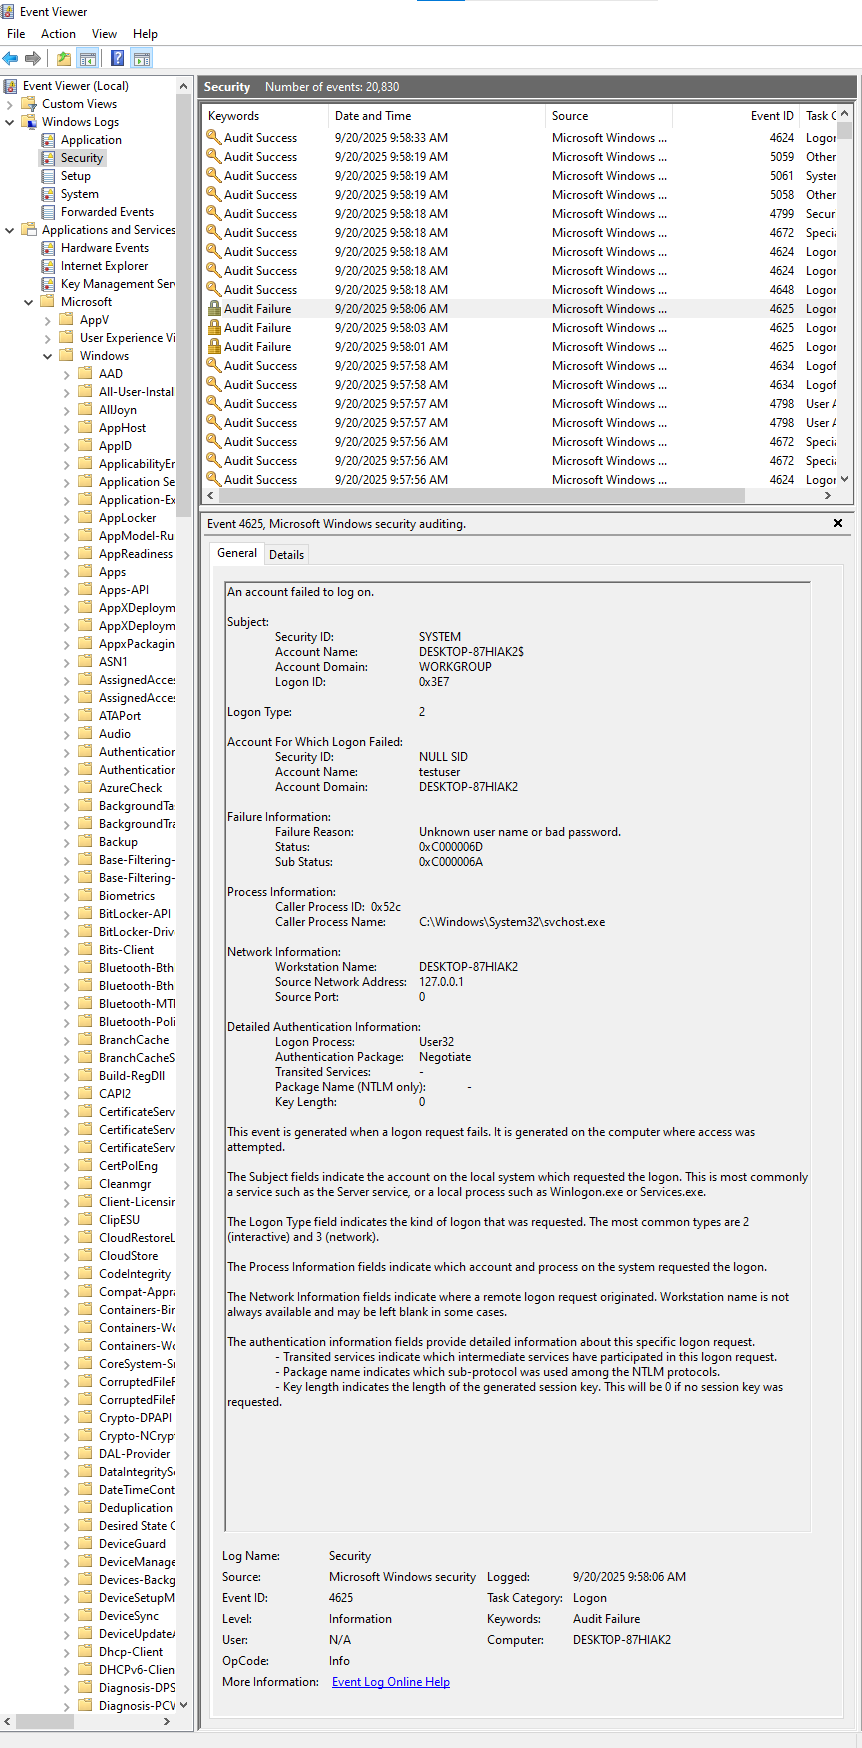 Event Viewer
File Action View Help
Event Viewer (Local)
Custom Views
Windows Logs
Application
Security
Setup
System
Forwarded Events
Applications and Services
Hardware Events
Internet Explorer
Key Management Ser
Microsoft
AppV
User Experience Vi
Windows
AAD
All-User-Instal
AllJoyn
AppHost
AppID
ApplicabilityEr
Application Se
Application-Ex
AppLocker
AppModel-Ru
AppReadiness
Apps
Apps-API
AppXDeploym
AppXDeploym
AppxPackagin
ASN1
AssignedAcce
AssignedAcce
ATAPort
Audio
Authentication
Authentication
AzureCheck
BackgroundTa
BackgroundTra
Backup
Base-Filtering-
Base-Filtering-
Biometrics
BitLocker-API
BitLocker-Driv
Bits-Client
Bluetooth-Bth
Bluetooth-Bth
Bluetooth-MTI
Bluetooth-Poli
BranchCache
BranchCacheS
Build-RegDll
CAPI2
CertificateServ
CertificateServ
CertificateServ
CertPolEng
Cleanmgr
Client-Licensin
ClipESU
CloudRestoreL
CloudStore
CodeIntegrity
Compat-Appra
Containers-Bin
Containers-Wc
Containers-Wc
CoreSystem-Sr
CorruptedFileF
CorruptedFileF
Crypto-DPAPI
Crypto-NCryp
DAL-Provider
DataIntegritySc
DateTimeCont
Deduplication
Desired State C
DeviceGuard
DeviceManage
Devices-Backg
DeviceSetupM
DeviceSync
DeviceUpdateA
Dhcp-Client
DHCPv6-Clien
Diagnosis-DPS
Diagnosis-PCW
Security Number of events: 20,830
Keywords Date and Time Source Event ID Task C
Audit Success 9/20/2025 9:58:33 AM Microsoft Windows ... 4624 Logor
Audit Success 9/20/2025 9:58:19 AM Microsoft Windows ... 5059 Other
Audit Success 9/20/2025 9:58:19 AM Microsoft Windows ... 5061 Syster
Audit Success 9/20/2025 9:58:19 AM Microsoft Windows ... 5058 Other
Audit Success 9/20/2025 9:58:18 AM Microsoft Windows ... 4799 Secur
Audit Success 9/20/2025 9:58:18 AM Microsoft Windows ... 4672 Specia
Audit Success 9/20/2025 9:58:18 AM Microsoft Windows ... 4624 Logor
Audit Success 9/20/2025 9:58:18 AM Microsoft Windows ... 4624 Logor
Audit Success 9/20/2025 9:58:18 AM Microsoft Windows ... 4648 Logor
Audit Failure 9/20/2025 9:58:06 AM Microsoft Windows ... 4625 Logor
Audit Failure 9/20/2025 9:58:03 AM Microsoft Windows ... 4625 Logor
Audit Failure 9/20/2025 9:58:01 AM Microsoft Windows ... 4625 Logor
Audit Success 9/20/2025 9:57:58 AM Microsoft Windows ... 4634 Logof
Audit Success 9/20/2025 9:57:58 AM Microsoft Windows ... 4634 Logof
Audit Success 9/20/2025 9:57:57 AM Microsoft Windows ... 4798 User A
Audit Success 9/20/2025 9:57:57 AM Microsoft Windows ... 4798 User A
Audit Success 9/20/2025 9:57:56 AM Microsoft Windows ... 4672 Specia
Audit Success 9/20/2025 9:57:56 AM Microsoft Windows ... 4672 Specia
Audit Success 9/20/2025 9:57:56 AM Microsoft Windows ... 4624 Logor
Event 4625, Microsoft Windows security auditing.
General Details
An account failed to log on.
Subject:
Security ID: SYSTEM
Account Name: DESKTOP-87HIAK2$
Account Domain: WORKGROUP
Logon ID: 0x3E7
Logon Type: 2
Account For Which Logon Failed:
Security ID: NULL SID
Account Name: testuser
Account Domain: DESKTOP-87HIAK2
Failure Information:
Failure Reason: Unknown user name or bad password.
Status: 0xC000006D
Sub Status: 0xC000006A
Process Information:
Caller Process ID: 0x52c
Caller Process Name: C:\Windows\System32\svchost.exe
Network Information:
Workstation Name: DESKTOP-87HIAK2
Source Network Address: 127.0.0.1
Source Port: 0
Detailed Authentication Information:
Logon Process: User32
Authentication Package: Negotiate
Transited Services: -
Package Name (NTLM only): -
Key Length: 0
This event is generated when a logon request fails. It is generated on the computer where access was
attempted.
The Subject fields indicate the account on the local system which requested the logon. This is most commonly
a service such as the Server service, or a local process such as Winlogon.exe or Services.exe.
The Logon Type field indicates the kind of logon that was requested. The most common types are 2
(interactive) and 3 (network).
The Process Information fields indicate which account and process on the system requested the logon.
The Network Information fields indicate where a remote logon request originated. Workstation name is not
always available and may be left blank in some cases.
The authentication information fields provide detailed information about this specific logon request.
- Transited services indicate which intermediate services have participated in this logon request.
- Package name indicates which sub-protocol was used among the NTLM protocols.
- Key length indicates the length of the generated session key. This will be 0 if no session key was
requested.
Log Name: Security
Source: Microsoft Windows security Logged: 9/20/2025 9:58:06 AM
Event ID: 4625 Task Category: Logon
Level: Information Keywords: Audit Failure
User: N/A Computer: DESKTOP-87HIAK2
OpCode: Info
More Information: Event Log Online Help